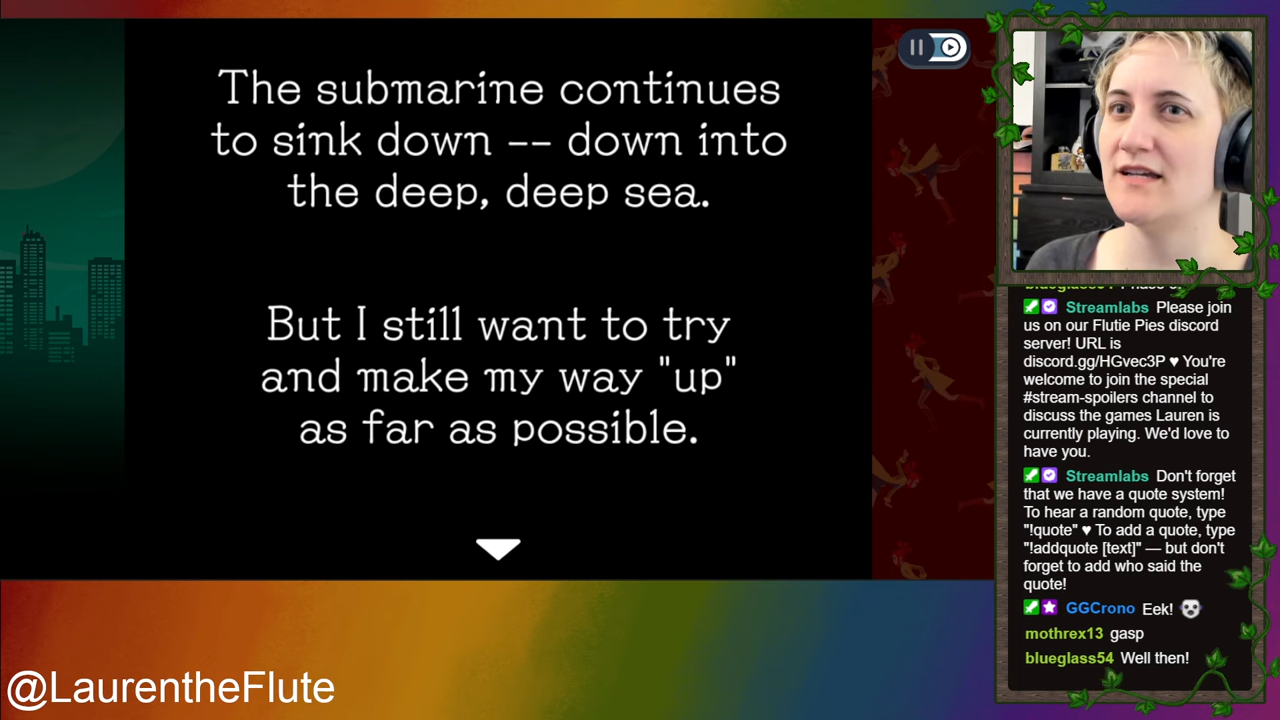 The submarine continues
to sink down -- down into
the deep, deep sea.
But I still want to try
and make my way "up"
as far as possible.
@LaurentheFlute
Streamlabs Please join
us on our Flutie Pies discord
server! URL is
discord.gg/HGvec3P ♥ You're
welcome to join the special
#stream-spoilers channel to
discuss the games Lauren is
currently playing. We'd love to
have you.
Streamlabs Don't forget
that we have a quote system!
To hear a random quote, type
"!quote" ♥ To add a quote, type
"!addquote [text]" — but don't
forget to add who said the
quote!
GGCrono Eek!
mothrex13 gasp
blueglass54 Well then!